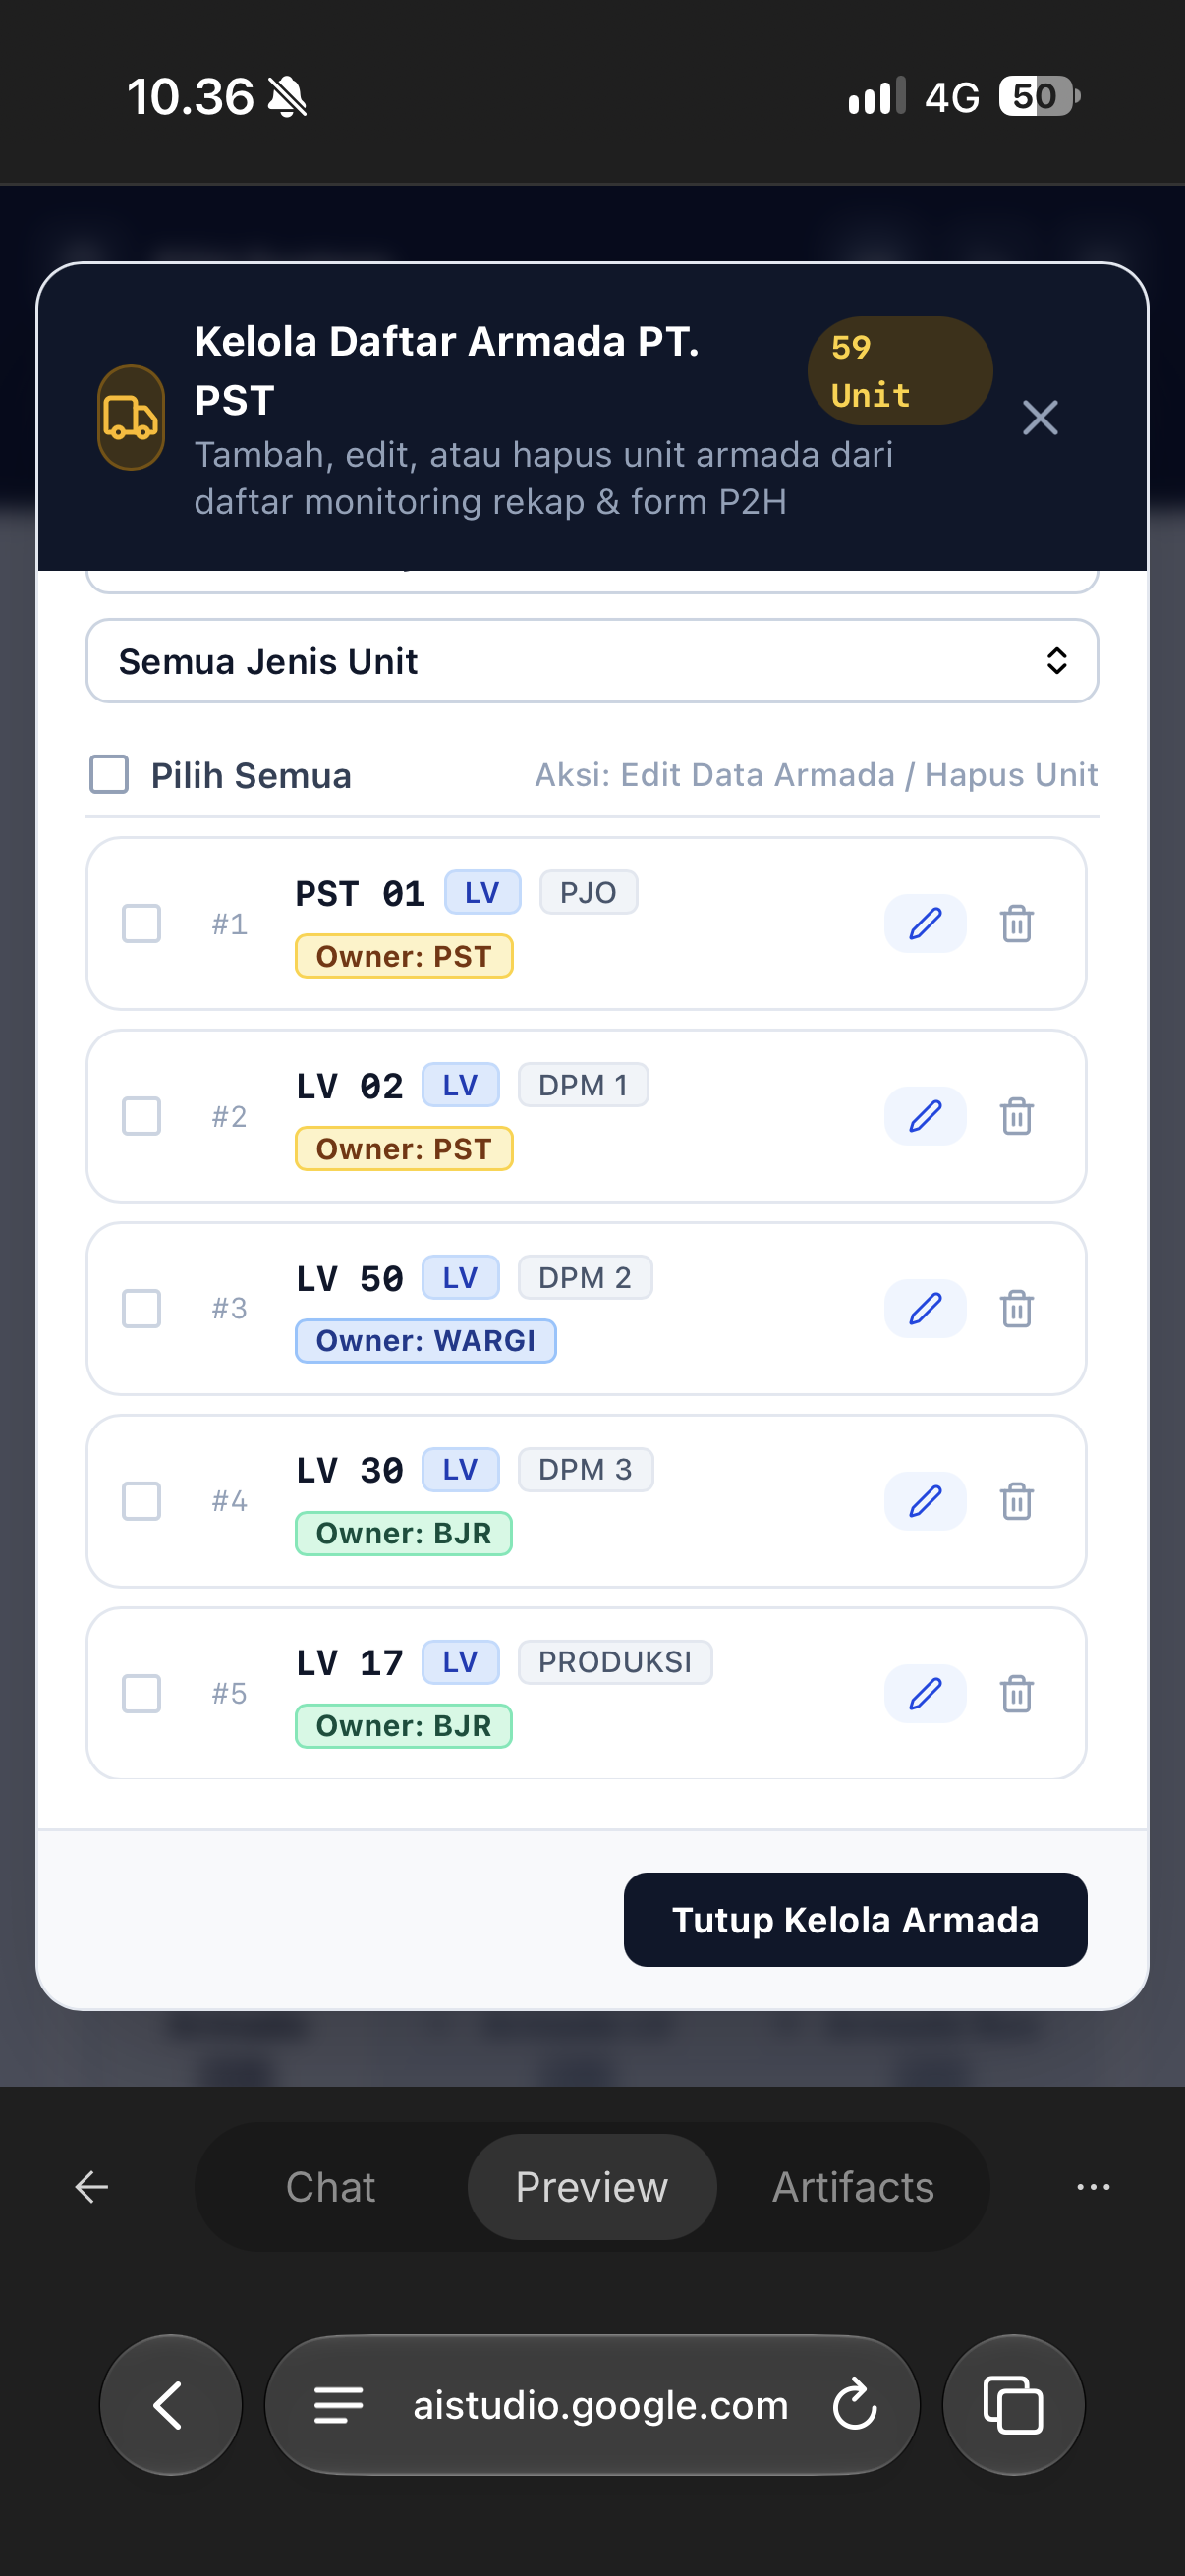 10.36
4G
50
Kelola Daftar Armada PT.
PST
59
Unit
Tambah, edit, atau hapus unit armada dari
daftar monitoring rekap & form P2H
Semua Jenis Unit
Pilih Semua
Aksi: Edit Data Armada / Hapus Unit
#1
PST 01 LV PJO
Owner: PST
#2
LV 02 LV DPM 1
Owner: PST
#3
LV 50 LV DPM 2
Owner: WARGI
#4
LV 30 LV DPM 3
Owner: BJR
#5
LV 17 LV PRODUKSI
Owner: BJR
Tutup Kelola Armada
Chat
Preview
Artifacts
aistudio.google.com